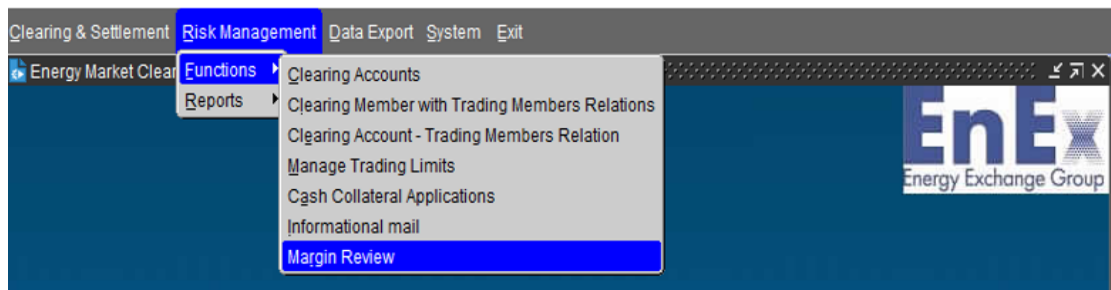 Clearing & Settlement Risk Management Data Export System Exit
Energy Market Clear
Functions
Reports
Clearing Accounts
Clearing Member with Trading Members Relations
Clearing Account - Trading Members Relation
Manage Trading Limits
Cash Collateral Applications
Informational mail
Margin Review
EnEx
Energy Exchange Group